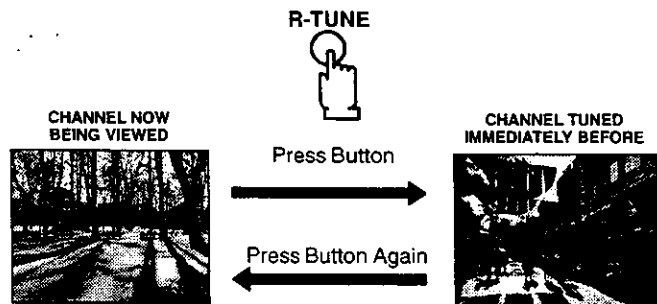 R-TUNE
CHANNEL NOW
BEING VIEWED
CHANNEL TUNED
IMMEDIATELY BEFORE
Press Button
Press Button Again